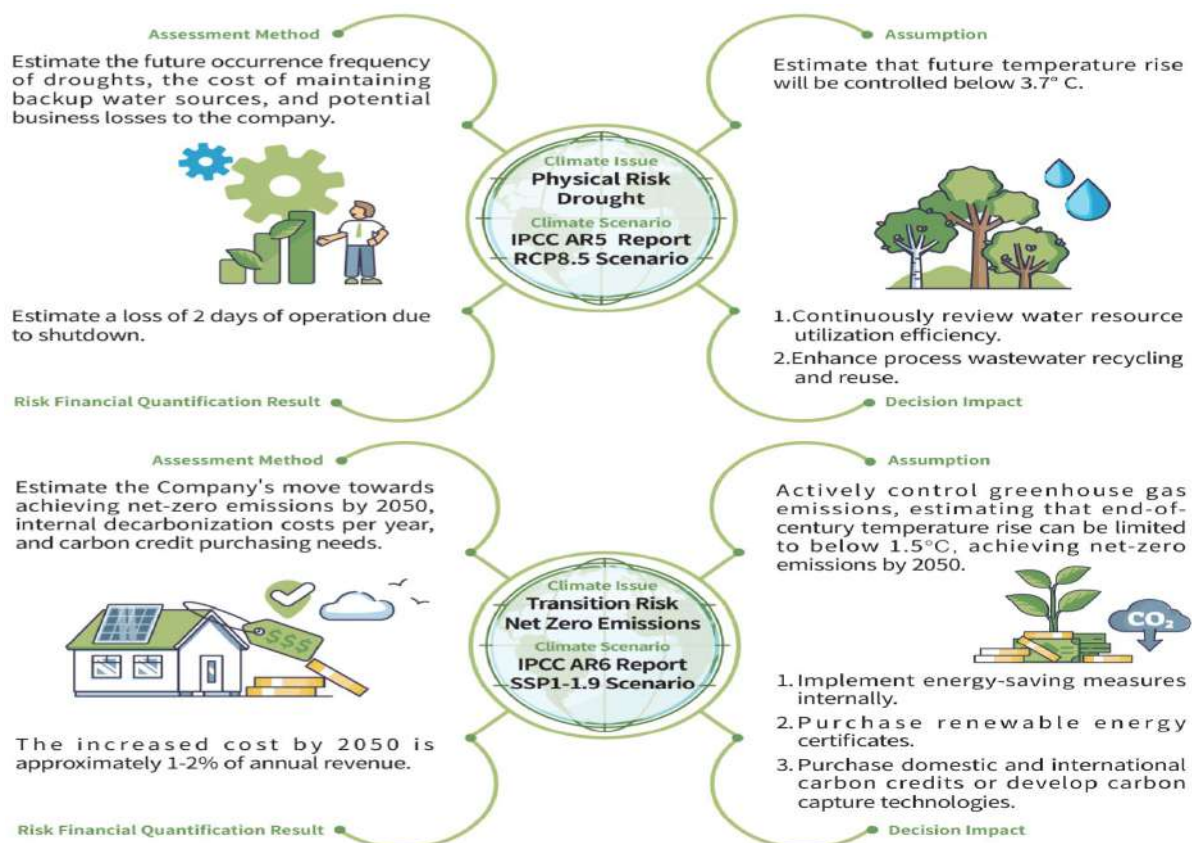 Assessment Method
Estimate the future occurrence frequency
of droughts, the cost of maintaining
backup water sources, and potential
business losses to the company.
Assumption
Estimate that future temperature rise
will be controlled below 3.7° C.
Climate Issue
Physical Risk
Drought
Climate Scenario
IPCC AR5 Report
RCP8.5 Scenario
Estimate a loss of 2 days of operation due
to shutdown.
Risk Financial Quantification Result
1.Continuously review water resource
utilization efficiency.
2.Enhance process wastewater recycling
and reuse.
Decision Impact
Assessment Method
Estimate the Company's move towards
achieving net-zero emissions by 2050,
internal decarbonization costs per year,
and carbon credit purchasing needs.
Assumption
Actively control greenhouse gas
emissions, estimating that end-of-
century temperature rise can be limited
to below 1.5°C, achieving net-zero
emissions by 2050.
$$$
CO₂
Climate Issue
Transition Risk
Net Zero Emissions
Climate Scenario
IPCC AR6 Report
SSP1-1.9 Scenario
The increased cost by 2050 is
approximately 1-2% of annual revenue.
Risk Financial Quantification Result
1. Implement energy-saving measures
internally.
2. Purchase renewable energy
certificates.
3. Purchase domestic and international
carbon credits or develop carbon
capture technologies.
Decision Impact